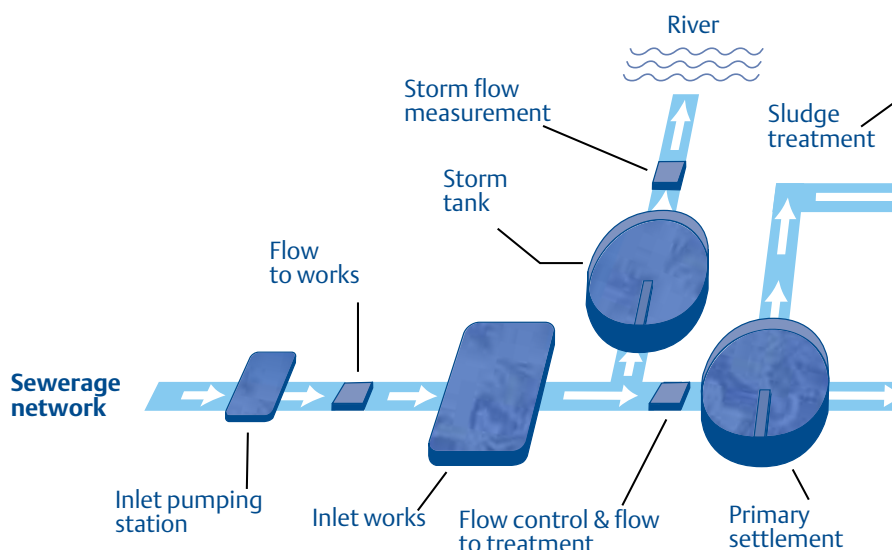 River
Storm flow
measurement
Sludge
treatment
Storm
tank
Flow
to works
Sewerage
network
Inlet pumping
station
Inlet works
Flow control & flow
to treatment
Primary
settlement